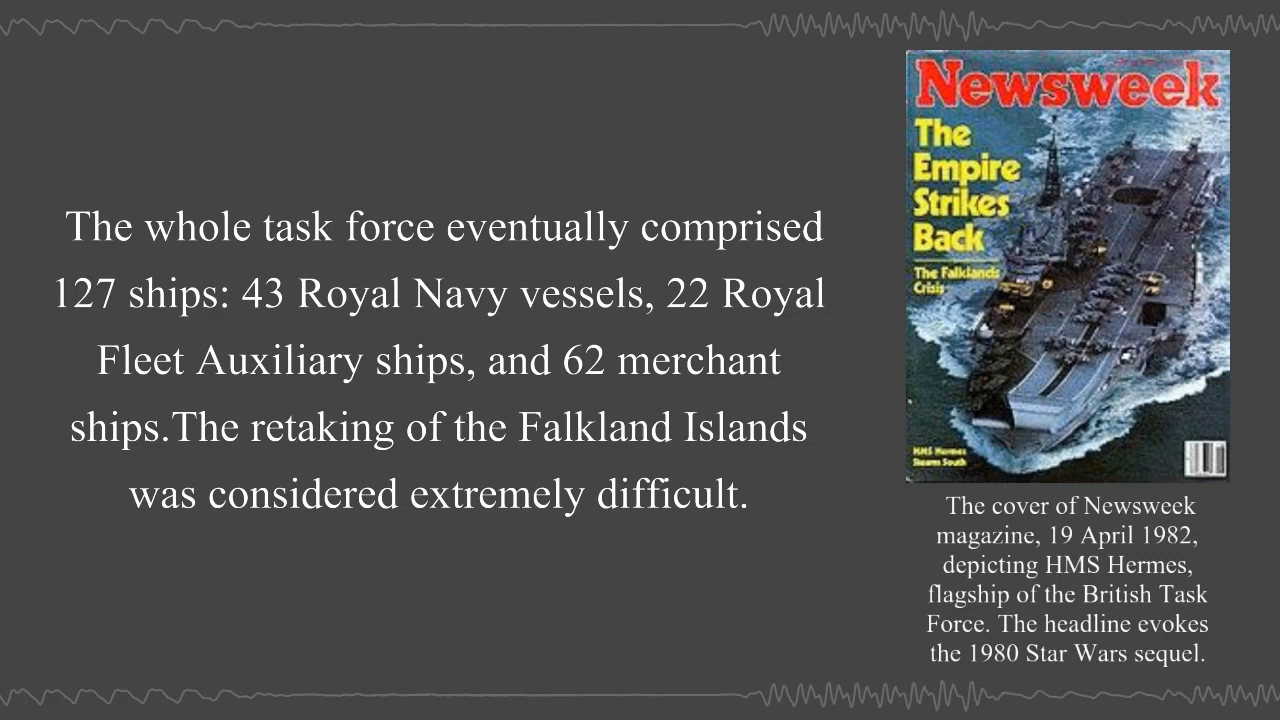 The whole task force eventually comprised
127 ships: 43 Royal Navy vessels, 22 Royal
Fleet Auxiliary ships, and 62 merchant
ships.The retaking of the Falkland Islands
was considered extremely difficult.
Newsweek
The
Empire
Strikes
Back
The Falklands
Crisis
HMS Hermes
Steams South
The cover of Newsweek
magazine, 19 April 1982,
depicting HMS Hermes,
flagship of the British Task
Force. The headline evokes
the 1980 Star Wars sequel.